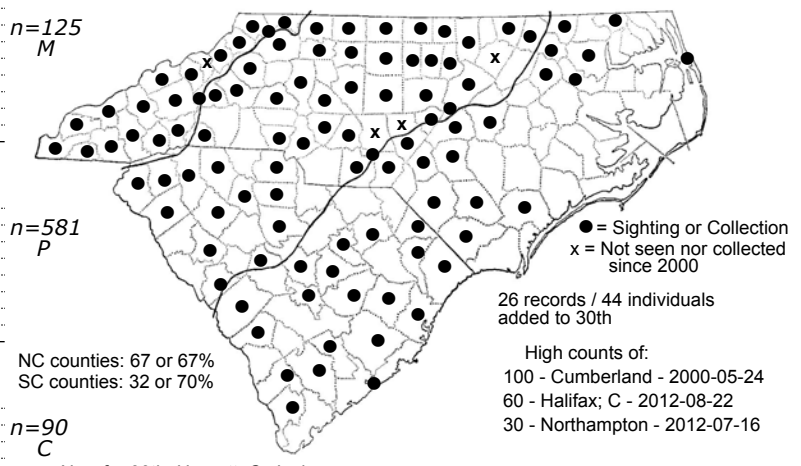 n=125
M
n=581
P
n=90
C
x
x
x
x
● = Sighting or Collection
x = Not seen nor collected
since 2000
26 records / 44 individuals
added to 30th
NC counties: 67 or 67%
SC counties: 32 or 70%
High counts of:
100 - Cumberland - 2000-05-24
60 - Halifax; C - 2012-08-22
30 - Northampton - 2012-07-16